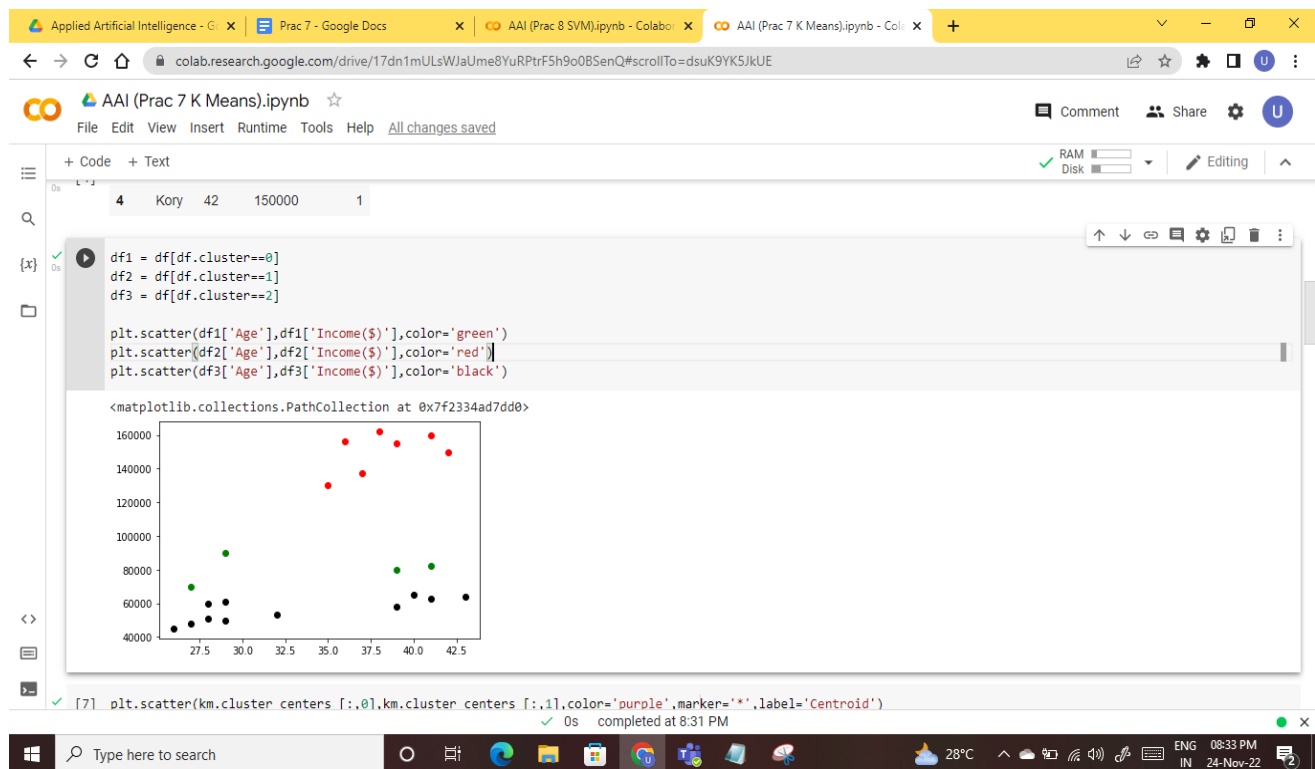 Applied Artificial Intelligence - Go
Prac 7 - Google Docs
AAI (Prac 8 SVM).ipynb - Colabor
AAI (Prac 7 K Means).ipynb - Cola
colab.research.google.com/drive/17dn1mULsWJaUme8YuRPtrF5h9o0BSenQ#scrollTo=dsuK9YK5JkUE
U
CO AAI (Prac 7 K Means).ipynb
Comment Share U
File Edit View Insert Runtime Tools Help All changes saved
+ Code + Text
RAM
Disk
Editing
0s
4 Kory 42 150000 1
{x}
0s
df1 = df[df.cluster==0]
df2 = df[df.cluster==1]
df3 = df[df.cluster==2]
plt.scatter(df1['Age'],df1['Income($)'],color='green')
plt.scatter(df2['Age'],df2['Income($)'],color='red')
plt.scatter(df3['Age'],df3['Income($)'],color='black')
<matplotlib.collections.PathCollection at 0x7f2334ad7dd0>
160000
140000
120000
100000
80000
60000
40000
27.5 30.0 32.5 35.0 37.5 40.0 42.5
[7] plt.scatter(km.cluster_centers_[:,0],km.cluster_centers_[:,1],color='purple',marker='*',label='Centroid')
0s completed at 8:31 PM
Type here to search
28°C
ENG
IN
08:33 PM
24-Nov-22
2